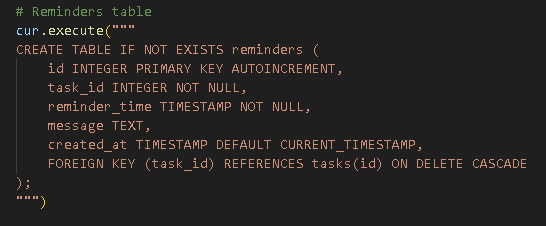 # Reminders table
cur.execute("""
CREATE TABLE IF NOT EXISTS reminders (
    id INTEGER PRIMARY KEY AUTOINCREMENT,
    task_id INTEGER NOT NULL,
    reminder_time TIMESTAMP NOT NULL,
    message TEXT,
    created_at TIMESTAMP DEFAULT CURRENT_TIMESTAMP,
    FOREIGN KEY (task_id) REFERENCES tasks(id) ON DELETE CASCADE
);
""")